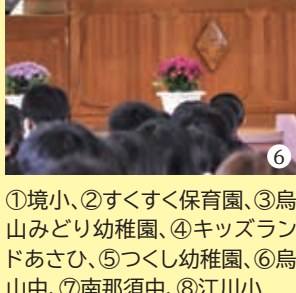 6
①境小、②すくすく保育園、③烏
山みどり幼稚園、④キッズラン
ドあさひ、⑤つくし幼稚園、⑥烏
山中、⑦南那須中、⑧江川小